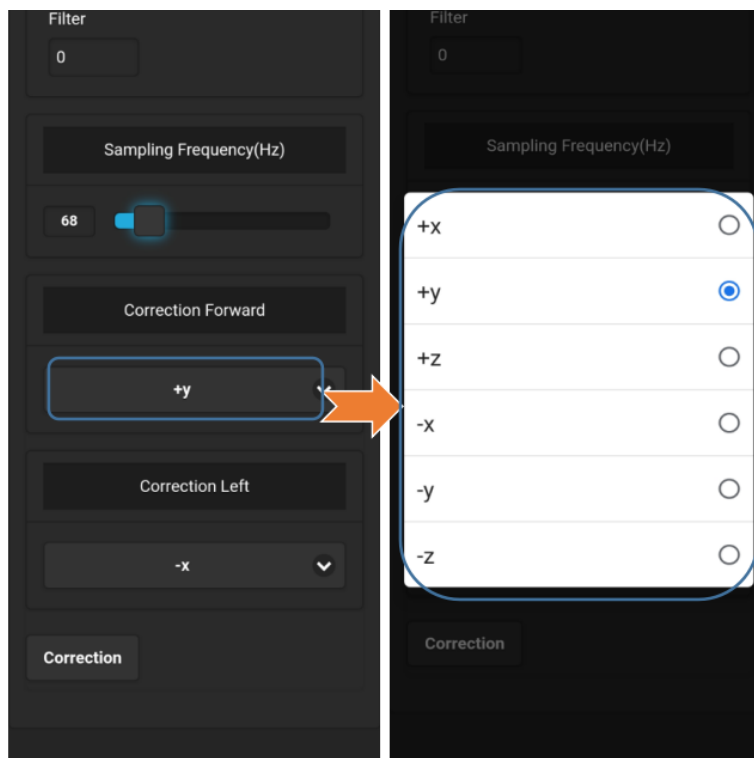 Filter
0
Sampling Frequency(Hz)
68
Correction Forward
+y
Correction Left
-x
Correction
Filter
0
Sampling Frequency(Hz)
+x
+y
+z
-x
-y
-z
Correction